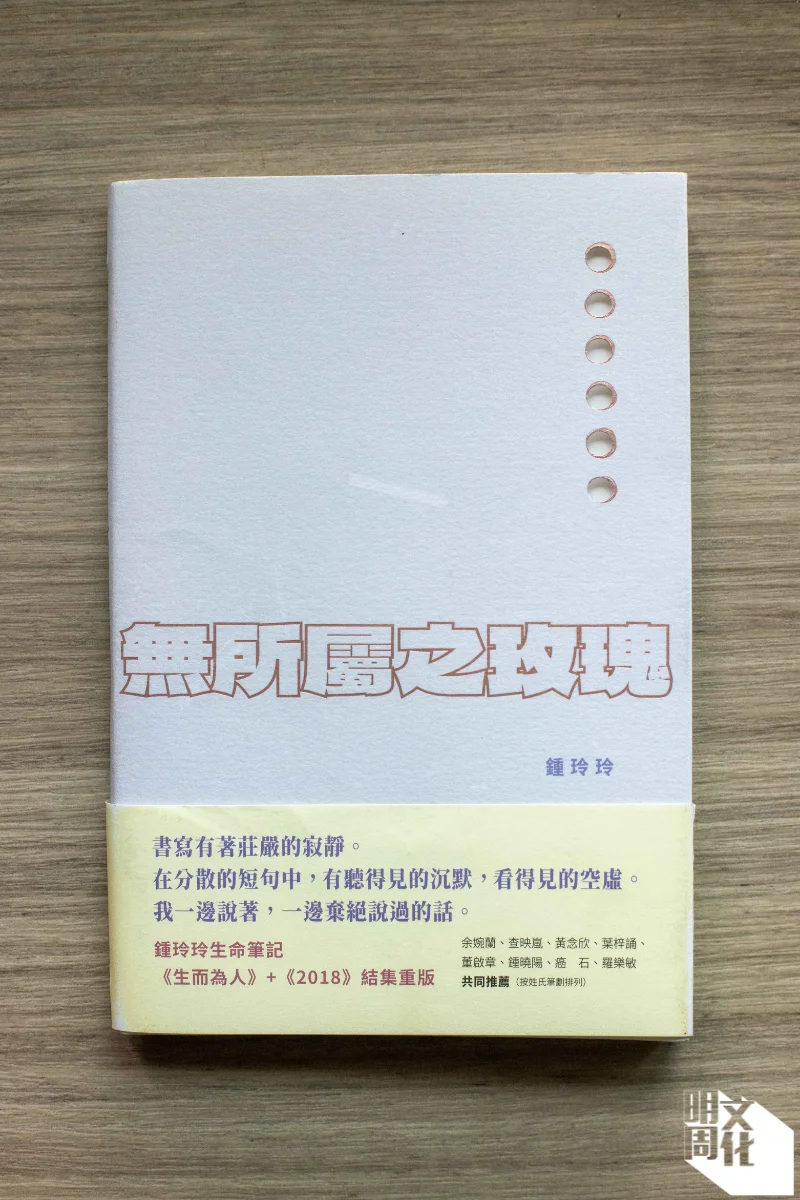 無所屬之玫瑰
鍾玲玲
書寫有著莊嚴的寂靜。
在分散的短句中，有聽得見的沉默，看得見的空虛。
我一邊說著，一邊棄絕說過的話。
鍾玲玲生命筆記
《生而為人》+《2018》結集重版
余婉蘭、查映嵐、黃念欣、葉梓誦、
董啟章、鍾曉陽、癌　石、羅樂敏
共同推薦（按姓氏筆劃排列）
明周文化